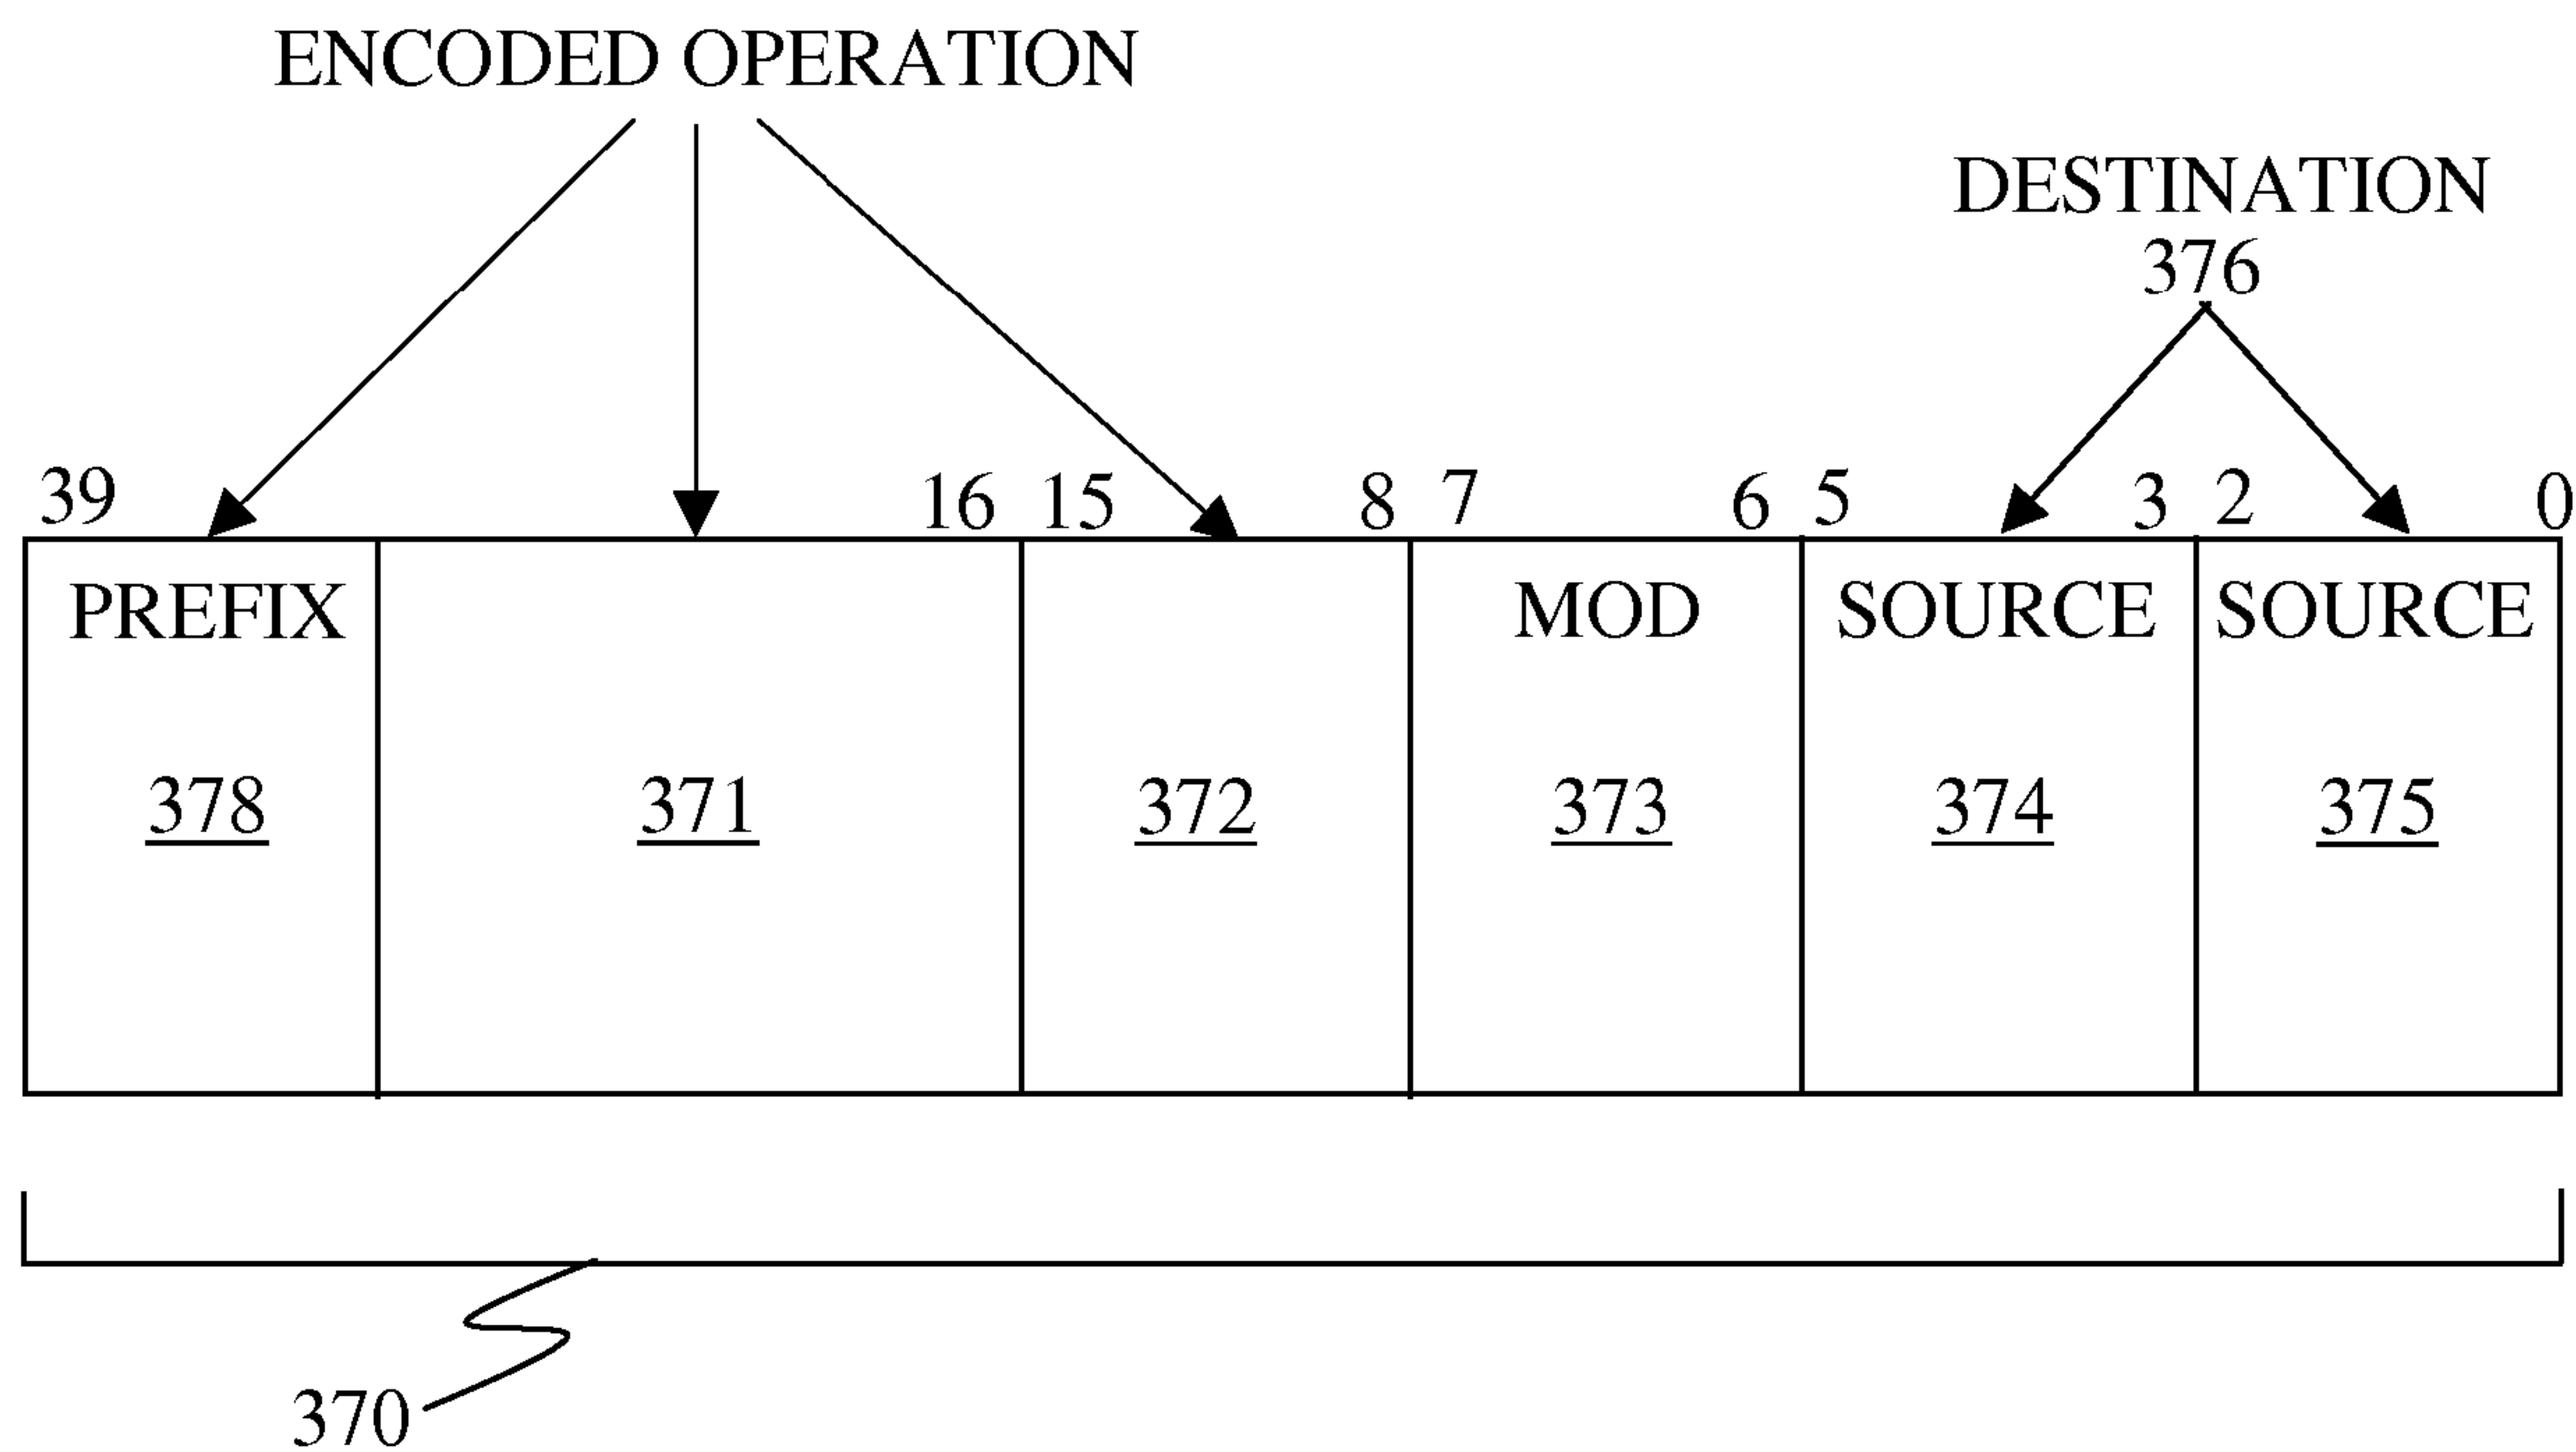 ENCODED OPERATION
DESTINATION
376
39 16 15 8 7 6 5 3 2 0
PREFIX MOD SOURCE SOURCE
378 371 372 373 374 375
370